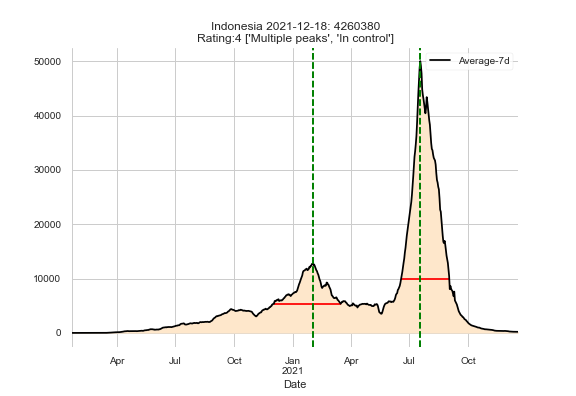 Indonesia 2021-12-18: 4260380
Rating:4 ['Multiple peaks', 'In control']
Average-7d
50000
40000
30000
20000
10000
0
Apr Jul Oct Jan Apr Jul Oct
2021
Date